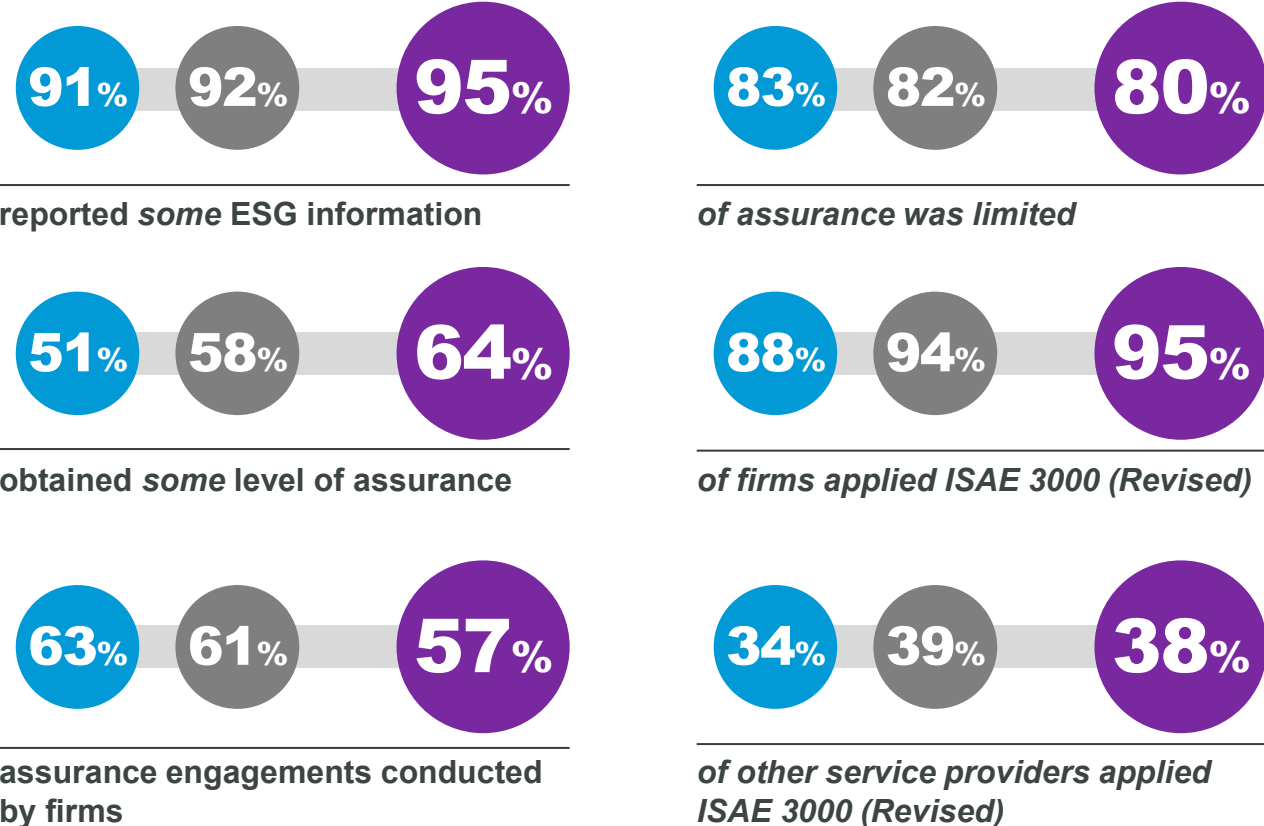 91% 92% 95%
reported some ESG information
83% 82% 80%
of assurance was limited
51% 58% 64%
obtained some level of assurance
88% 94% 95%
of firms applied ISAE 3000 (Revised)
63% 61% 57%
assurance engagements conducted
by firms
34% 39% 38%
of other service providers applied
ISAE 3000 (Revised)